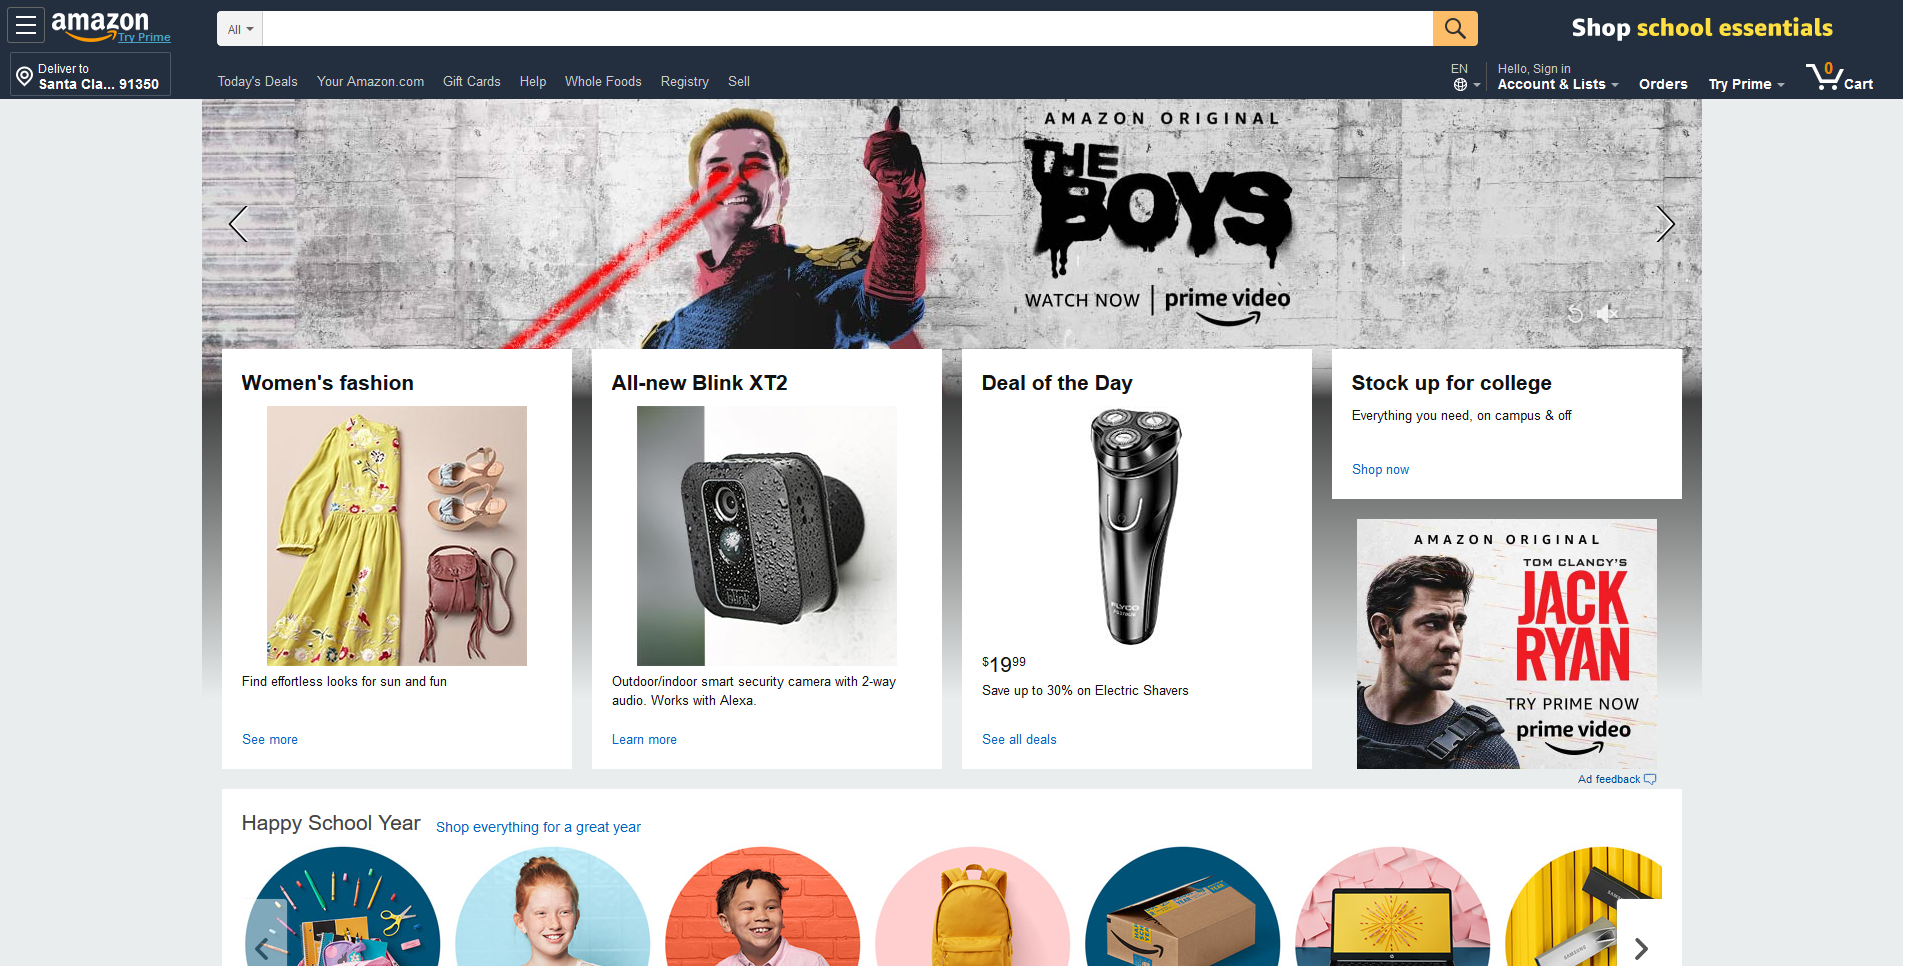 amazon
Try Prime
All
Shop school essentials
Deliver to
Santa Cla... 91350
Today's Deals
Your Amazon.com
Gift Cards
Help
Whole Foods
Registry
Sell
EN
Hello, Sign in
Account & Lists
Orders
Try Prime
0
Cart
AMAZON ORIGINAL
THE
BOYS
WATCH NOW | prime video
Women's fashion
Find effortless looks for sun and fun
See more
All-new Blink XT2
blink
Outdoor/indoor smart security camera with 2-way
audio. Works with Alexa.
Learn more
Deal of the Day
FLYCO
$1999
Save up to 30% on Electric Shavers
See all deals
Stock up for college
Everything you need, on campus & off
Shop now
AMAZON ORIGINAL
TOM CLANCY'S
JACK
RYAN
TRY PRIME NOW
prime video
Ad feedback
Happy School Year
Shop everything for a great year
SAMSUNG
SAMSUNG